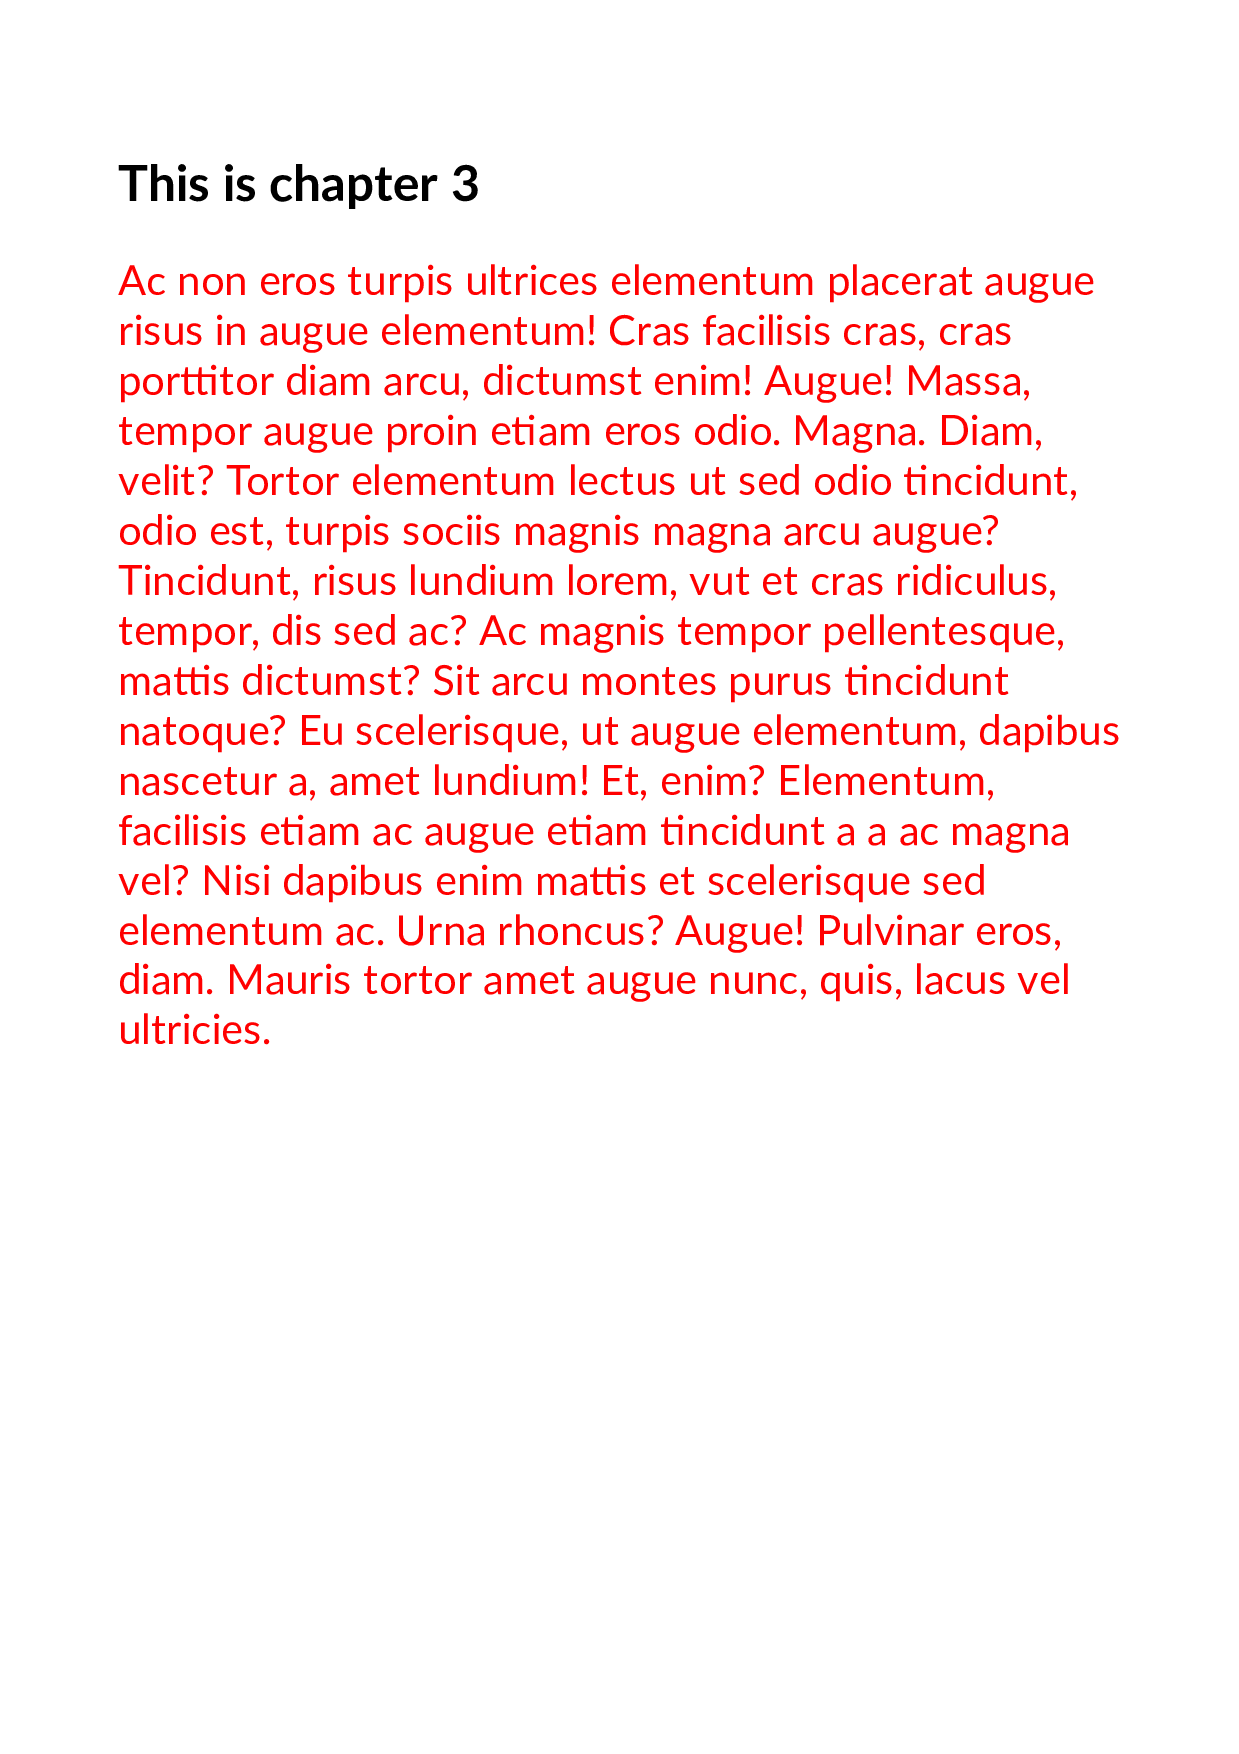 This is chapter 3
Ac non eros turpis ultrices elementum placerat augue
risus in augue elementum! Cras facilisis cras, cras
porttitor diam arcu, dictumst enim! Augue! Massa,
tempor augue proin etiam eros odio. Magna. Diam,
velit? Tortor elementum lectus ut sed odio tincidunt,
odio est, turpis sociis magnis magna arcu augue?
Tincidunt, risus lundium lorem, vut et cras ridiculus,
tempor, dis sed ac? Ac magnis tempor pellentesque,
mattis dictumst? Sit arcu montes purus tincidunt
natoque? Eu scelerisque, ut augue elementum, dapibus
nascetur a, amet lundium! Et, enim? Elementum,
facilisis etiam ac augue etiam tincidunt a a ac magna
vel? Nisi dapibus enim mattis et scelerisque sed
elementum ac. Urna rhoncus? Augue! Pulvinar eros,
diam. Mauris tortor amet augue nunc, quis, lacus vel
ultricies.